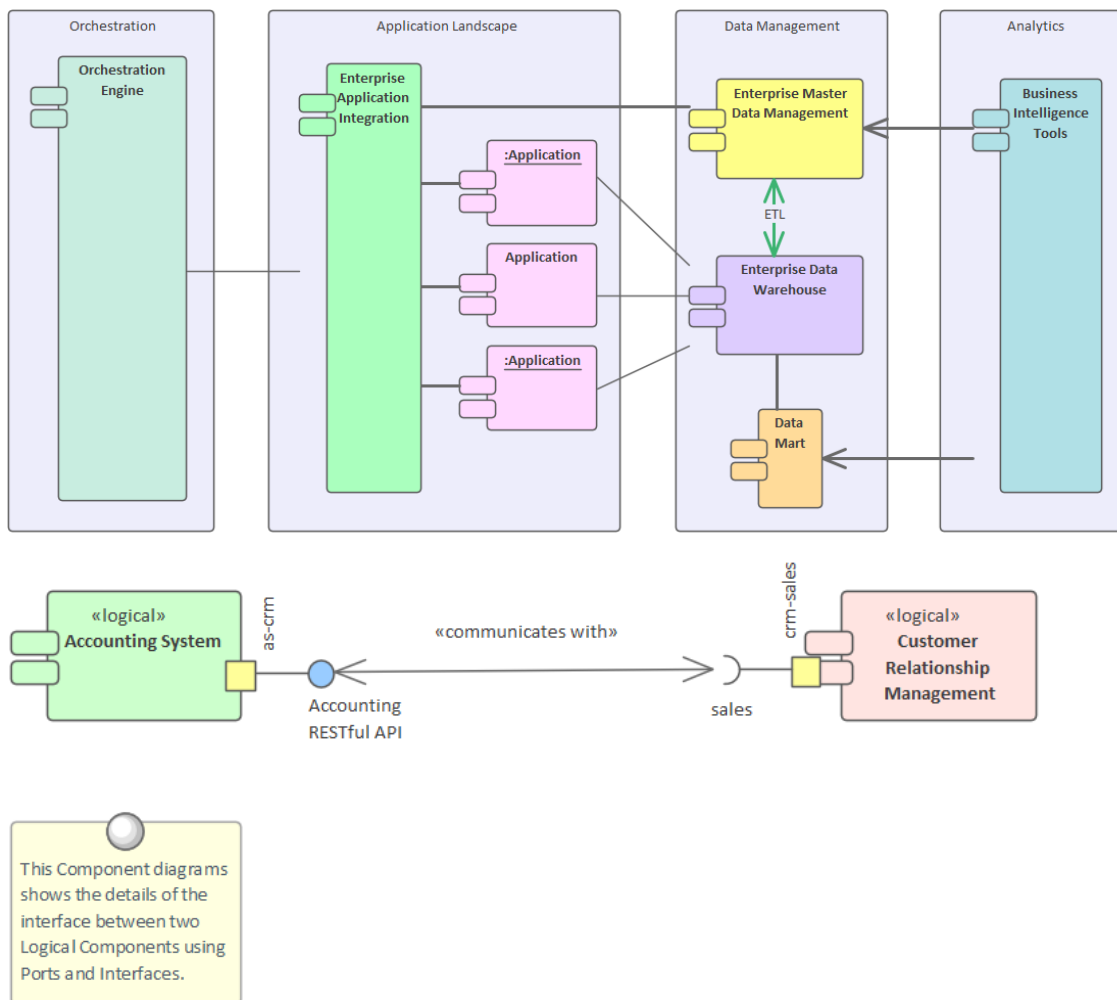 Orchestration
Application Landscape
Data Management
Analytics
Orchestration
Engine
Enterprise
Application
Integration
Enterprise Master
Data Management
Business
Intelligence
Tools
:Application
ETL
Application
Enterprise Data
Warehouse
:Application
Data
Mart
«logical»
Accounting System
as-crm
«communicates with»
crm-sales
«logical»
Customer
Relationship
Management
Accounting
RESTful API
sales
This Component diagrams
shows the details of the
interface between two
Logical Components using
Ports and Interfaces.